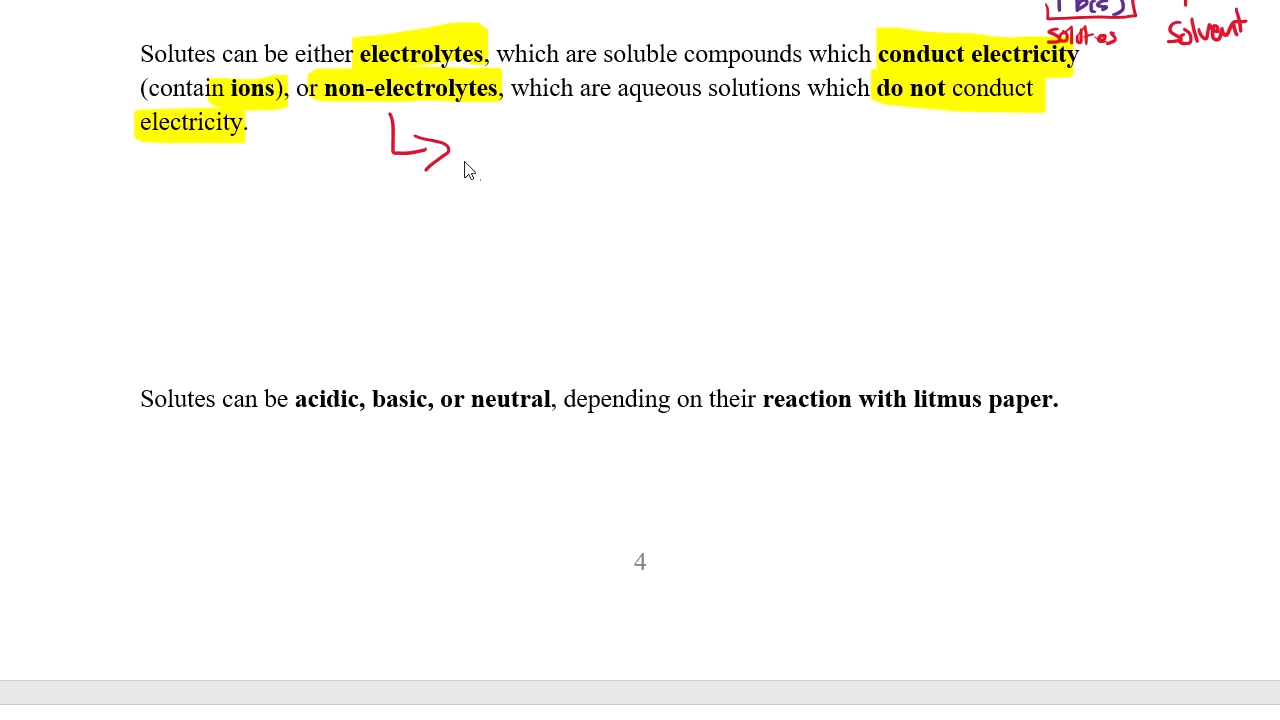 Pb(s)
Solutes
Solvent
Solutes can be either electrolytes, which are soluble compounds which conduct electricity
(contain ions), or non-electrolytes, which are aqueous solutions which do not conduct
electricity.
Solutes can be acidic, basic, or neutral, depending on their reaction with litmus paper.
4